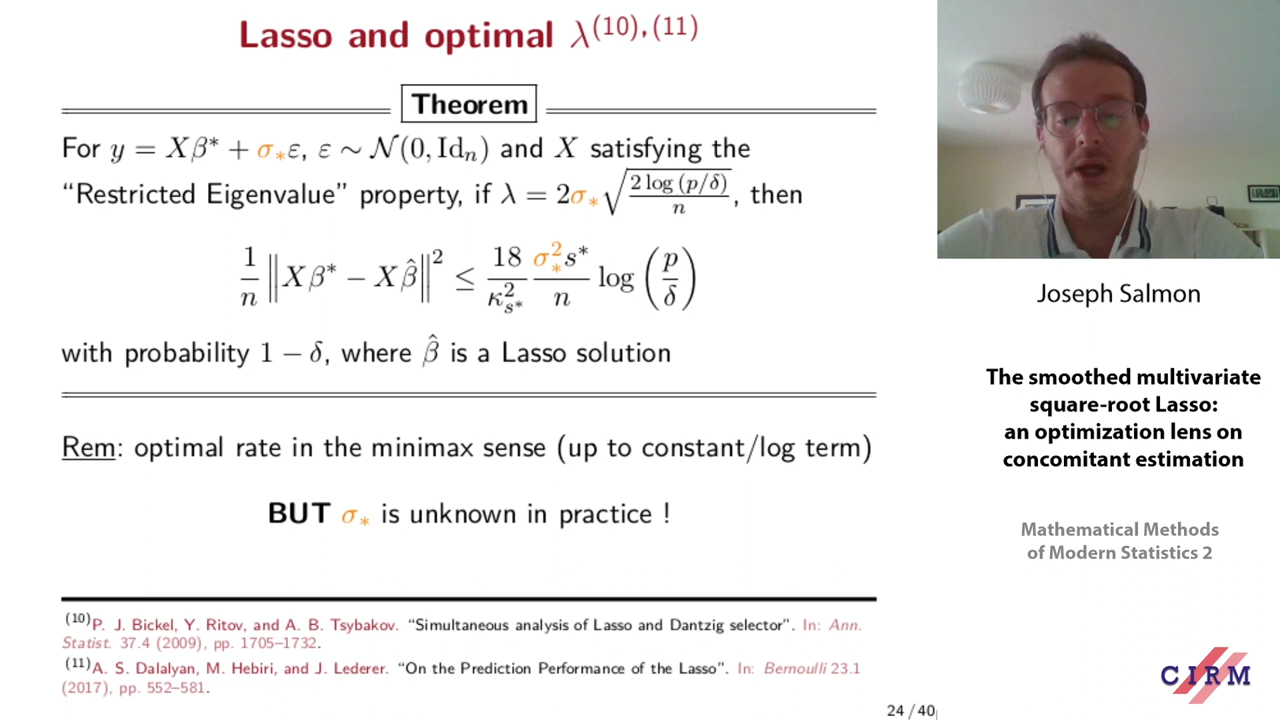 Lasso and optimal λ^(10),(11)
Theorem
For y = Xβ* + σ_*ε, ε ∼ N(0, Id_n) and X satisfying the
“Restricted Eigenvalue” property, if λ = 2σ_*√(2 log (p/δ) / n), then
1/n ‖Xβ* − Xβ̂‖² ≤ 18/κ²_{s*} σ_*² s*/n log (p/δ)
with probability 1 − δ, where β̂ is a Lasso solution
Rem: optimal rate in the minimax sense (up to constant/log term)
BUT σ_* is unknown in practice !
(10)P. J. Bickel, Y. Ritov, and A. B. Tsybakov. “Simultaneous analysis of Lasso and Dantzig selector”. In: Ann.
Statist. 37.4 (2009), pp. 1705–1732.
(11)A. S. Dalalyan, M. Hebiri, and J. Lederer. “On the Prediction Performance of the Lasso”. In: Bernoulli 23.1
(2017), pp. 552–581.
24 / 40
Joseph Salmon
The smoothed multivariate
square-root Lasso:
an optimization lens on
concomitant estimation
Mathematical Methods
of Modern Statistics 2
CIRM